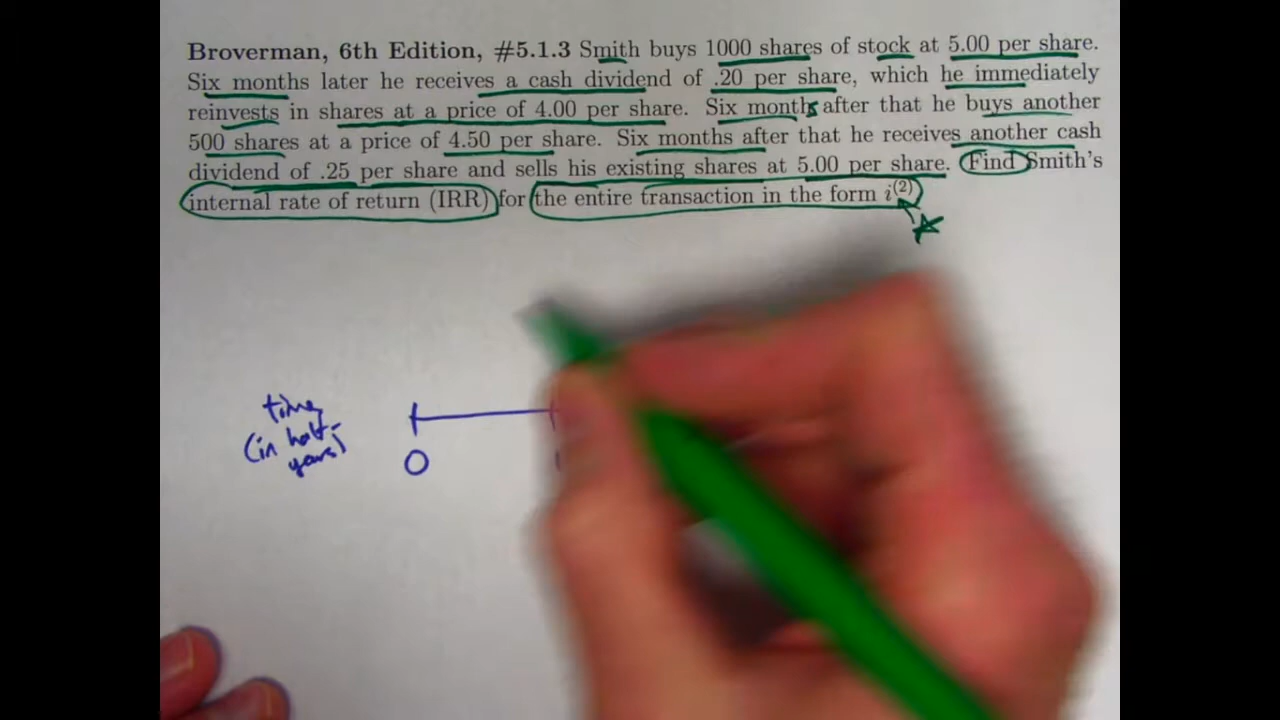 Broverman, 6th Edition, #5.1.3 Smith buys 1000 shares of stock at 5.00 per share.
Six months later he receives a cash dividend of .20 per share, which he immediately
reinvests in shares at a price of 4.00 per share. Six months after that he buys another
500 shares at a price of 4.50 per share. Six months after that he receives another cash
dividend of .25 per share and sells his existing shares at 5.00 per share. Find Smith's
internal rate of return (IRR) for the entire transaction in the form i⁽²⁾
time
(in half-
years)
0